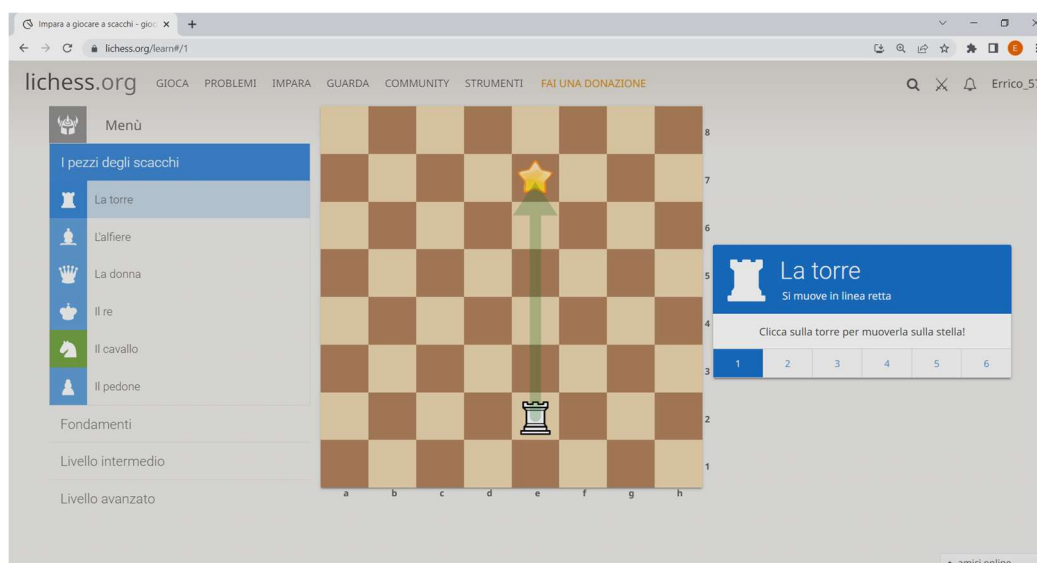 Impara a giocare a scacchi - gioc
lichess.org/learn#/1
E
lichess.org GIOCA PROBLEMI IMPARA GUARDA COMMUNITY STRUMENTI FAI UNA DONAZIONE Errico_57
Menù
I pezzi degli scacchi
La torre
L'alfiere
La donna
Il re
Il cavallo
Il pedone
Fondamenti
Livello intermedio
Livello avanzato
8
7
6
5
4
3
2
1
a b c d e f g h
La torre
Si muove in linea retta
Clicca sulla torre per muoverla sulla stella!
1 2 3 4 5 6
amici online